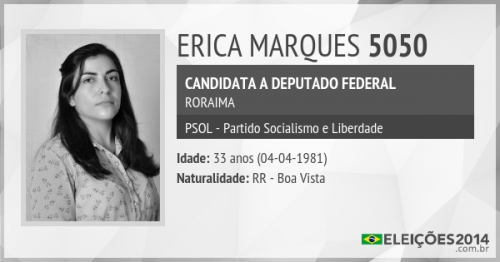 ERICA MARQUES 5050
CANDIDATA A DEPUTADO FEDERAL
RORAIMA
PSOL - Partido Socialismo e Liberdade
Idade: 33 anos (04-04-1981)
Naturalidade: RR - Boa Vista
ELEIÇÕES2014
.com.br